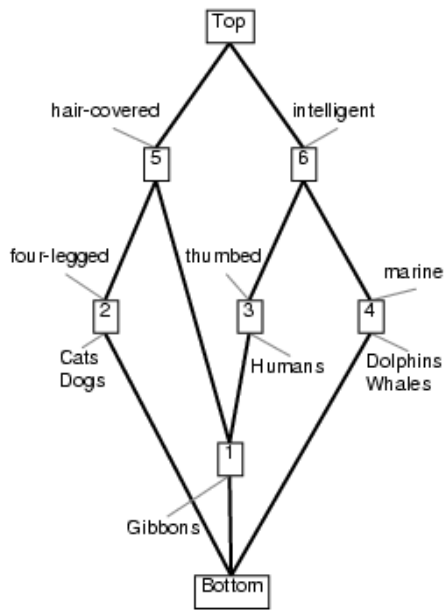 Top
hair-covered
intelligent
5
6
four-legged
thumbed
marine
2
3
4
Cats
Dogs
Humans
Dolphins
Whales
1
Gibbons
Bottom